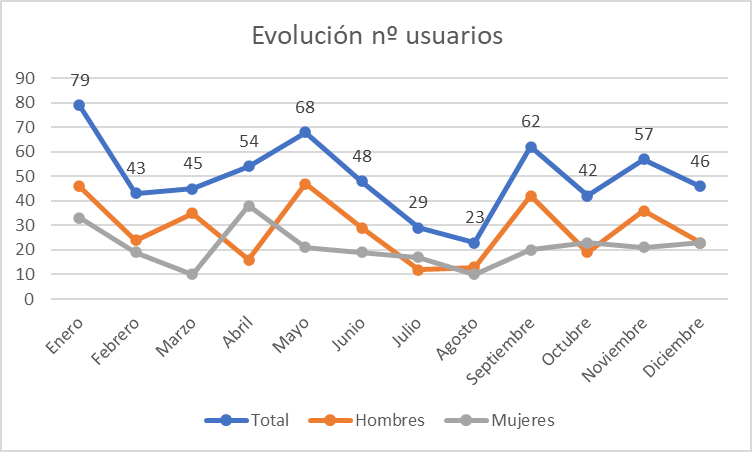 Evolución nº usuarios
90
80
70
60
50
40
30
20
10
0
79
43
45
54
68
48
29
23
62
42
57
46
Enero
Febrero
Marzo
Abril
Mayo
Junio
Julio
Agosto
Septiembre
Octubre
Noviembre
Diciembre
Total Hombres Mujeres